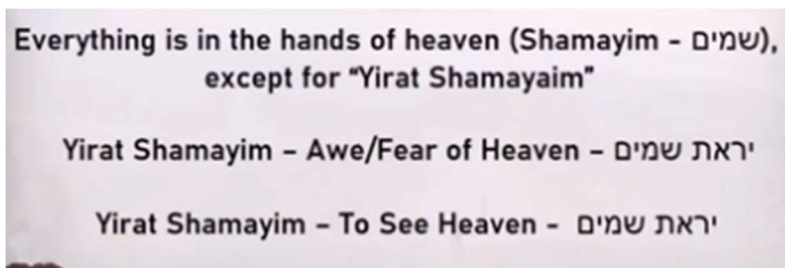 Everything is in the hands of heaven (Shamayim - שמים),
except for "Yirat Shamayaim"
Yirat Shamayim – Awe/Fear of Heaven – יראת שמים
Yirat Shamayim – To See Heaven - יראת שמים